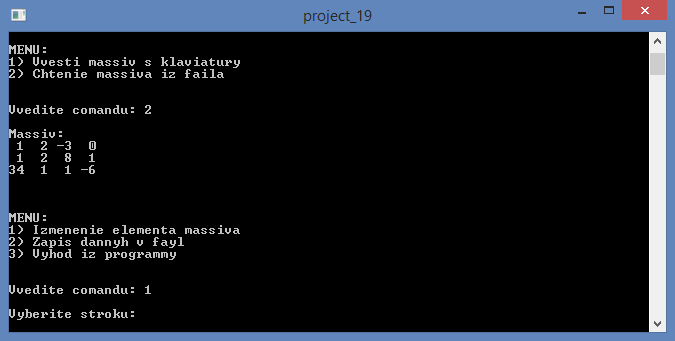 project_19
MENU:
1) Vvesti massiv s klaviatury
2) Chtenie massiva iz faila
Vvedite comandu: 2
Massiv:
1 2 -3 0
1 2 8 1
34 1 1 -6
MENU:
1) Izmenenie elementa massiva
2) Zapis dannyh v fayl
3) Vyhod iz programmy
Vvedite comandu: 1
Vyberite stroku: